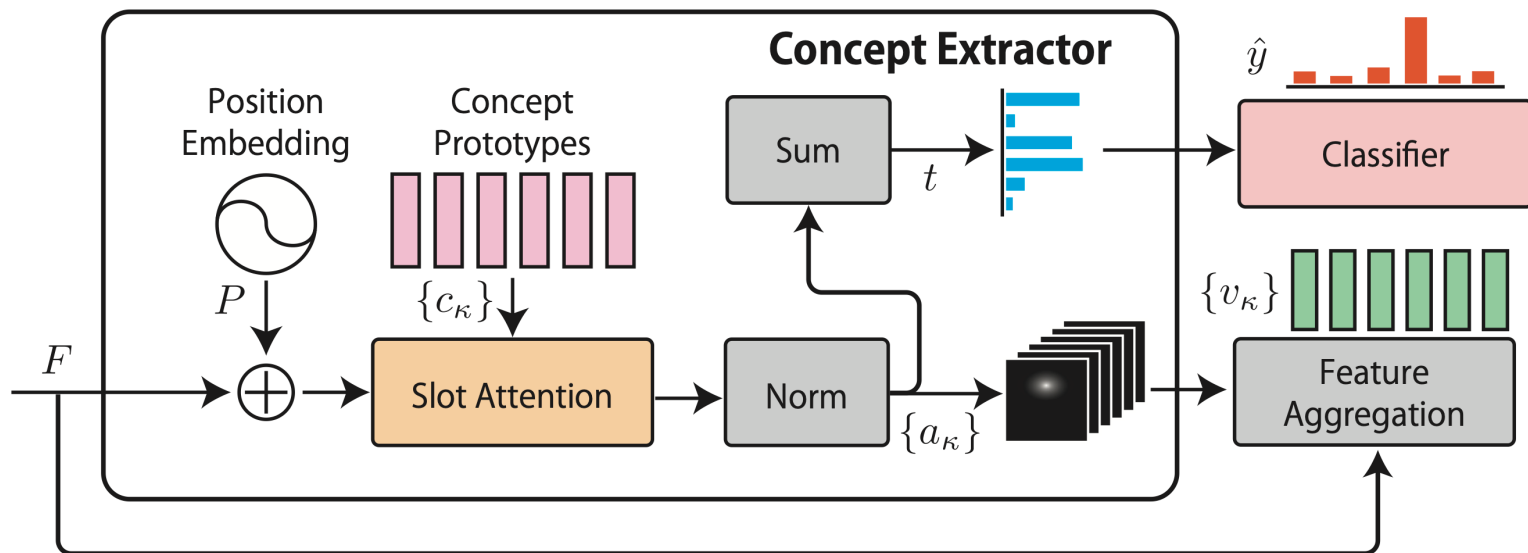 Concept Extractor
ŷ
Position
Embedding
Concept
Prototypes
Sum
t
Classifier
P
{c_κ}
{v_κ}
F
Slot Attention
Norm
{a_κ}
Feature
Aggregation